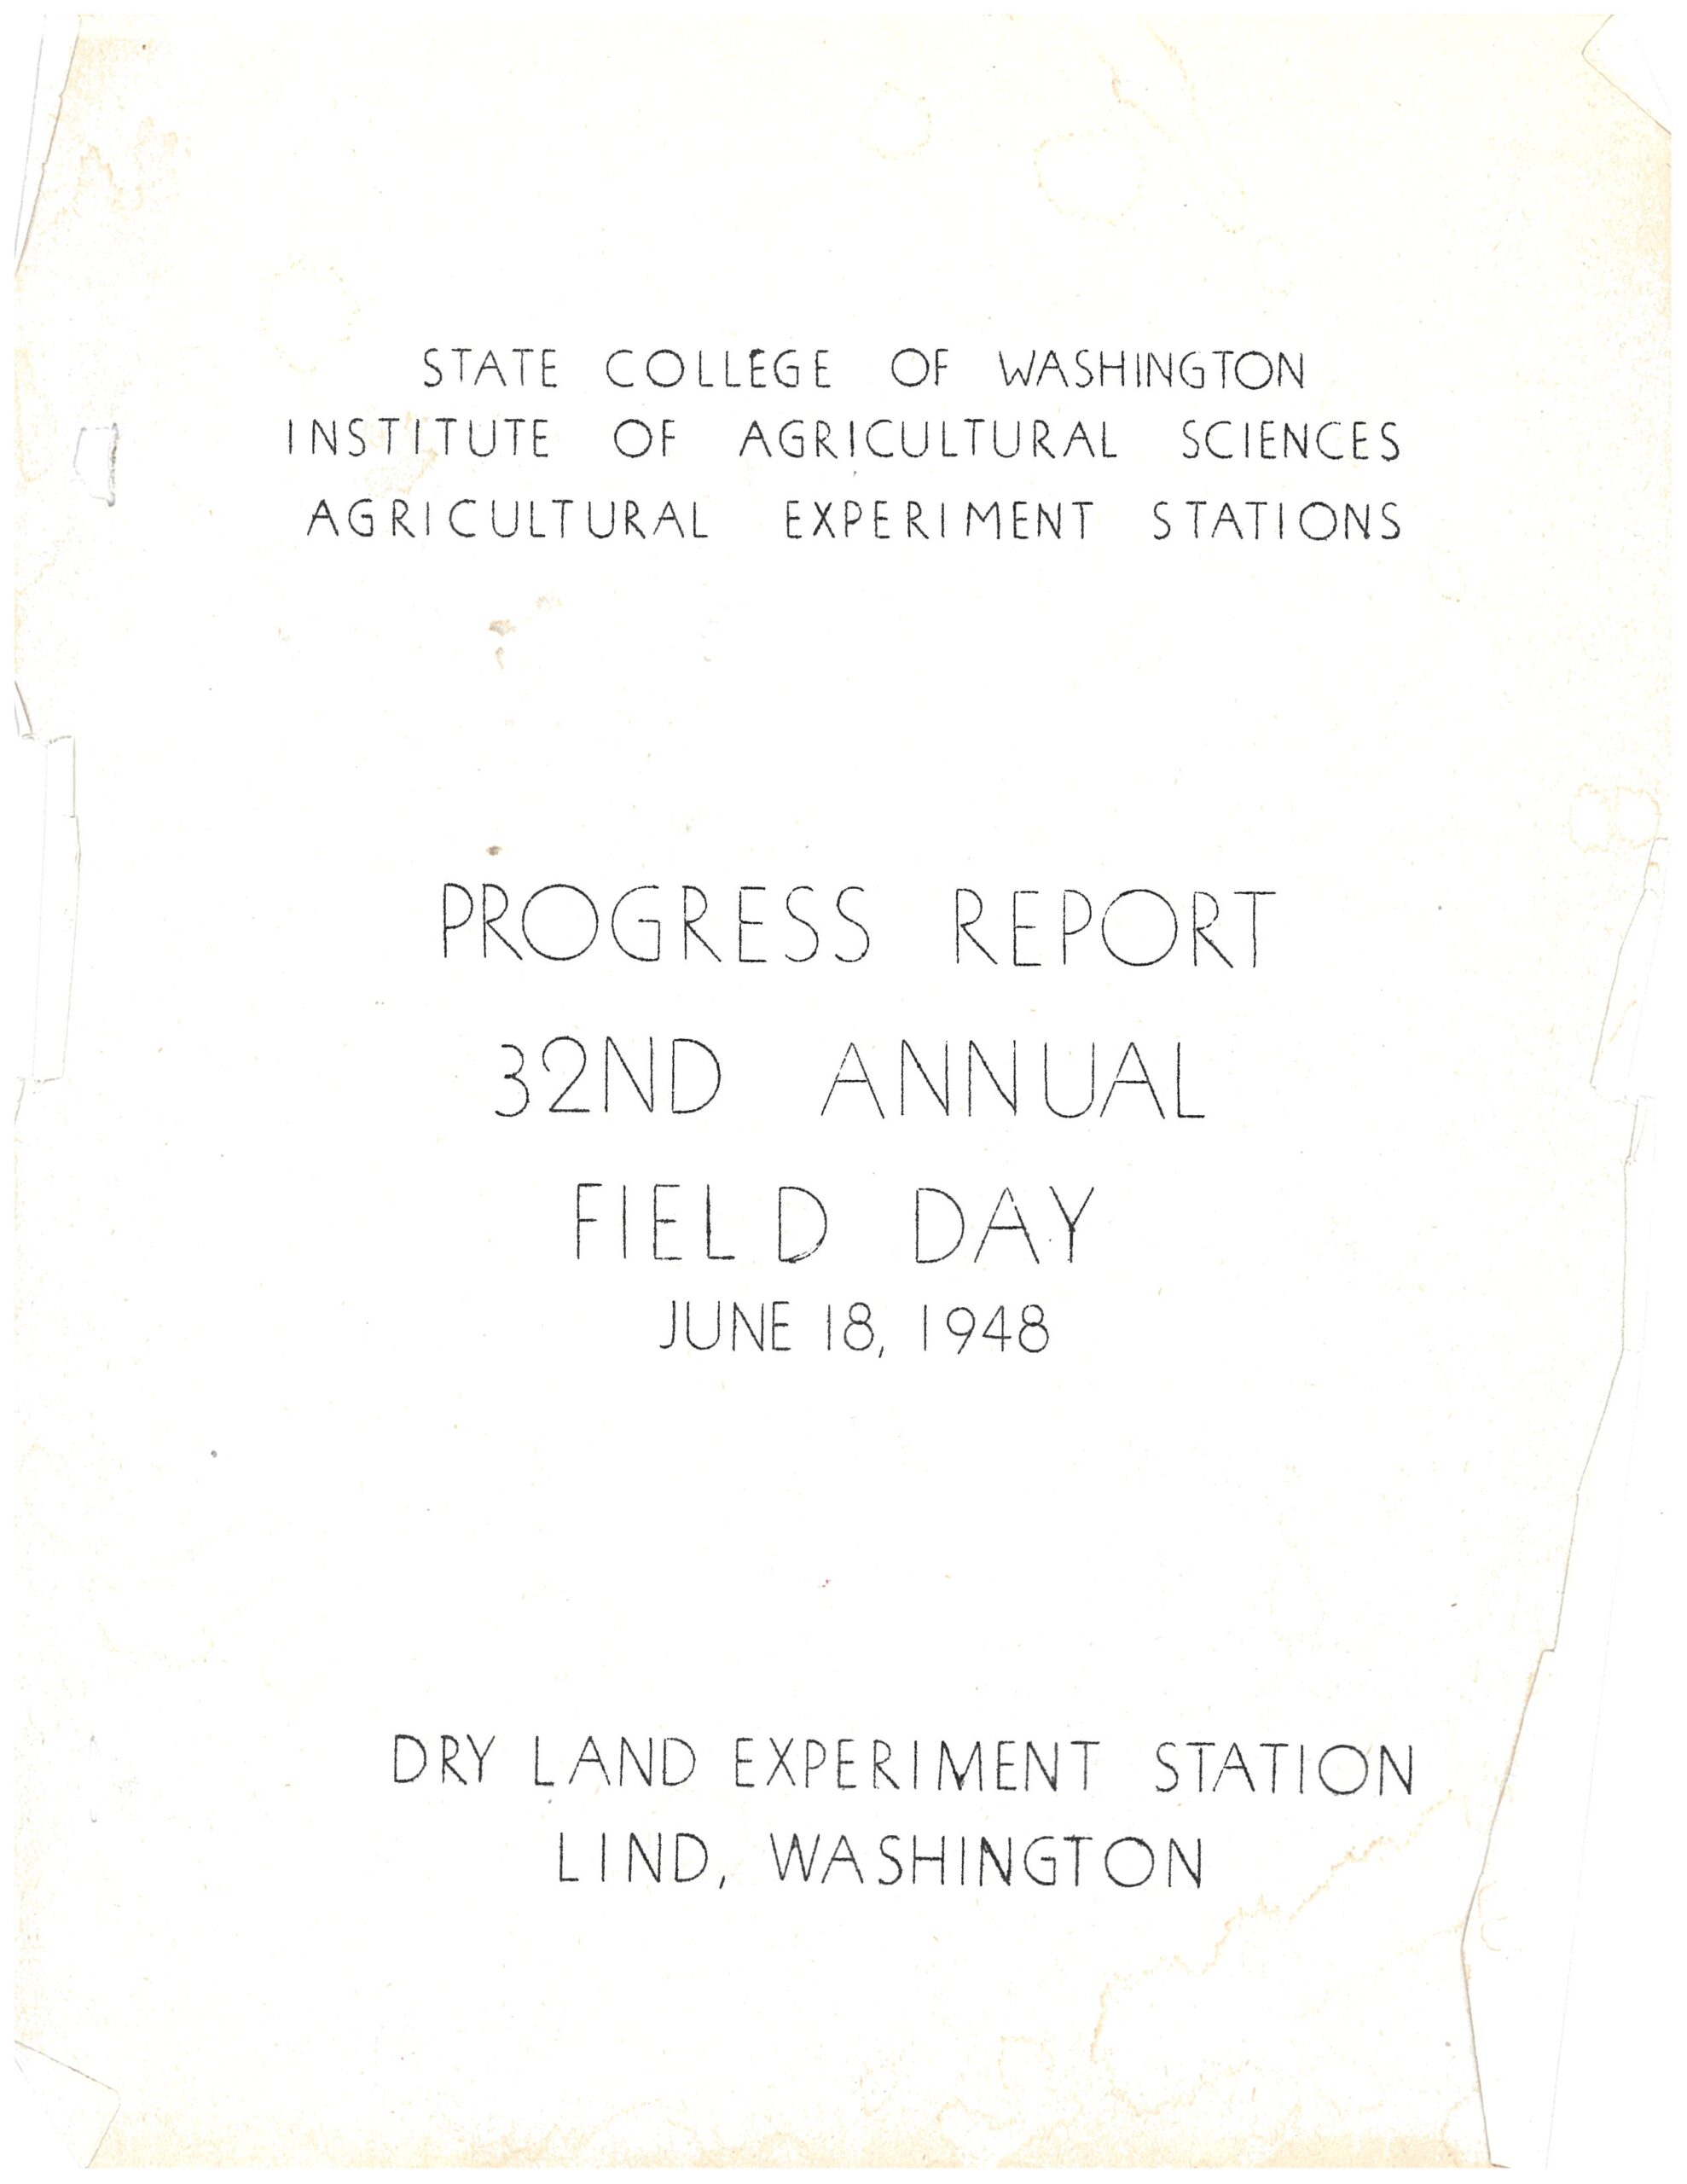 STATE COLLEGE OF WASHINGTON
INSTITUTE OF AGRICULTURAL SCIENCES
AGRICULTURAL EXPERIMENT STATIONS
PROGRESS REPORT
32ND ANNUAL
FIELD DAY
JUNE 18, 1948
DRY LAND EXPERIMENT STATION
LIND, WASHINGTON